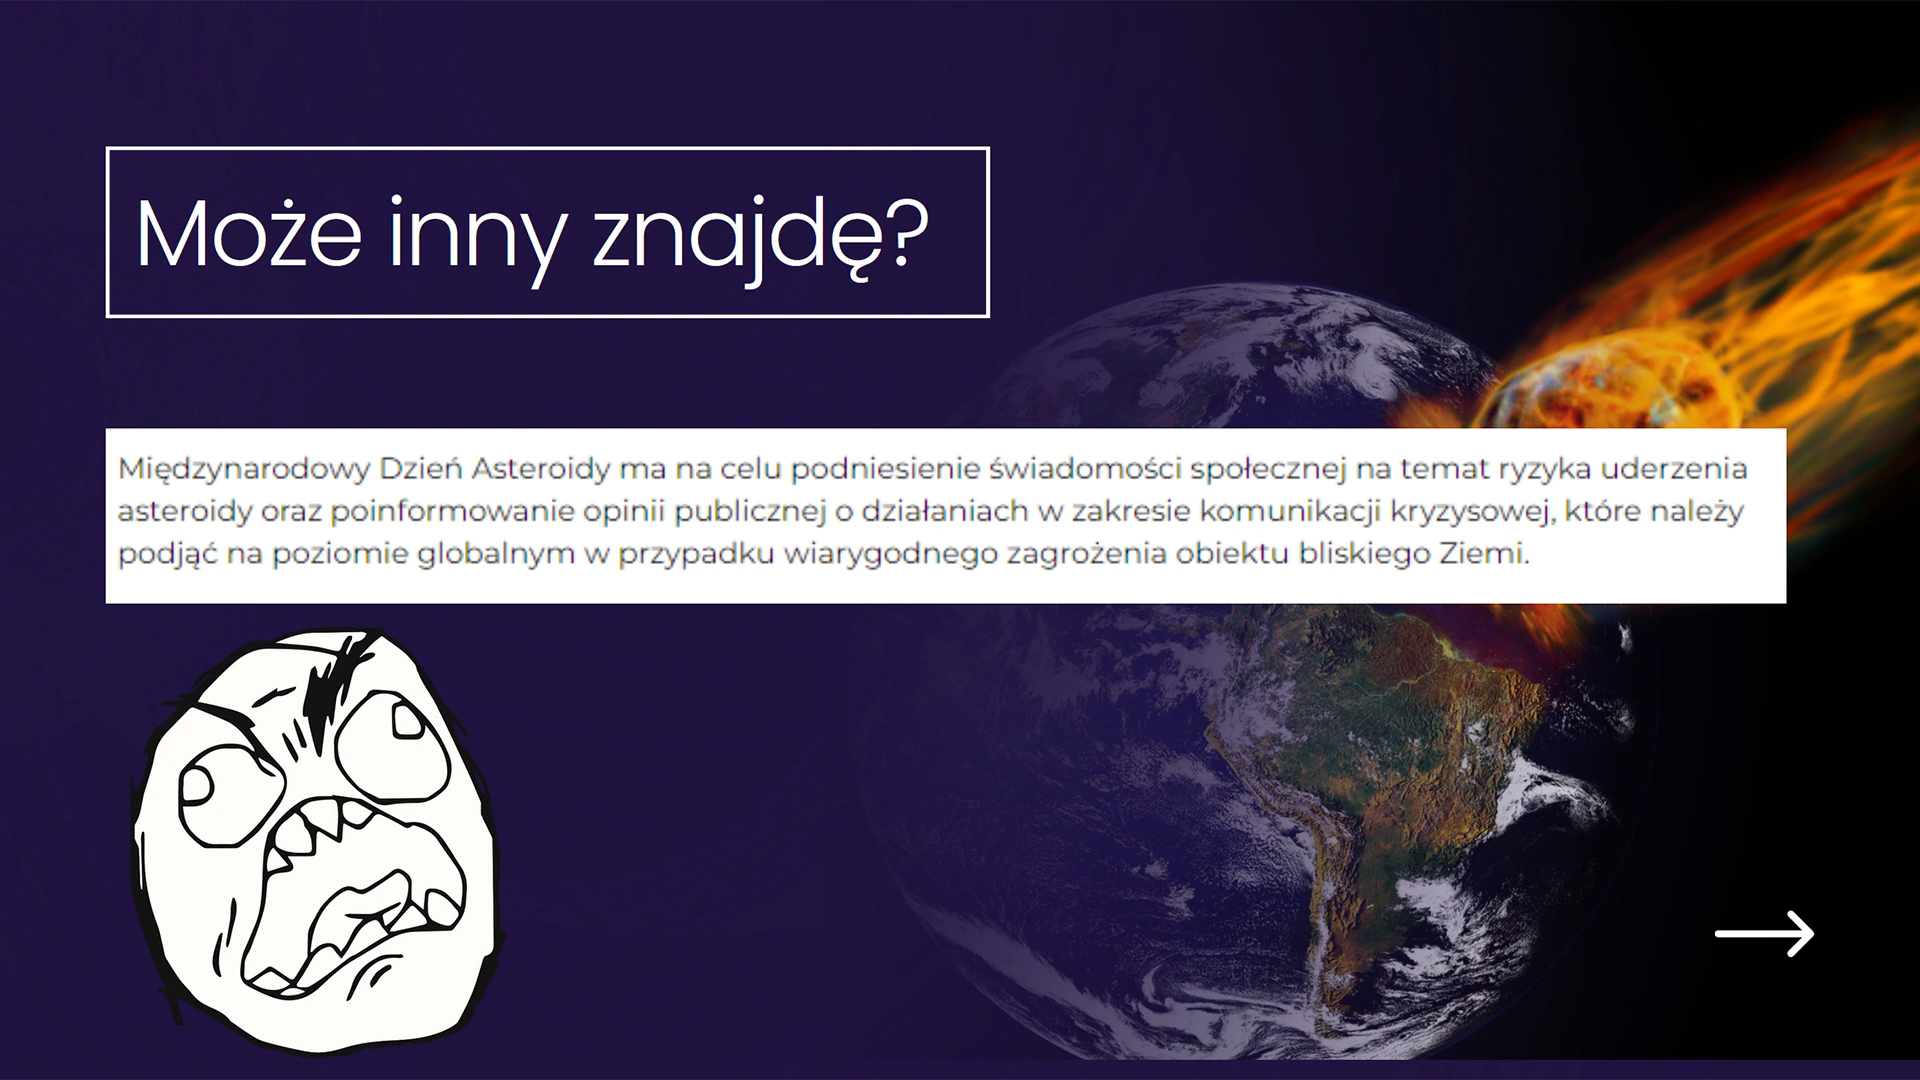 Może inny znajdę?
Międzynarodowy Dzień Asteroidy ma na celu podniesienie świadomości społecznej na temat ryzyka uderzenia
asteroidy oraz poinformowanie opinii publicznej o działaniach w zakresie komunikacji kryzysowej, które należy
podjąć na poziomie globalnym w przypadku wiarygodnego zagrożenia obiektu bliskiego Ziemi.